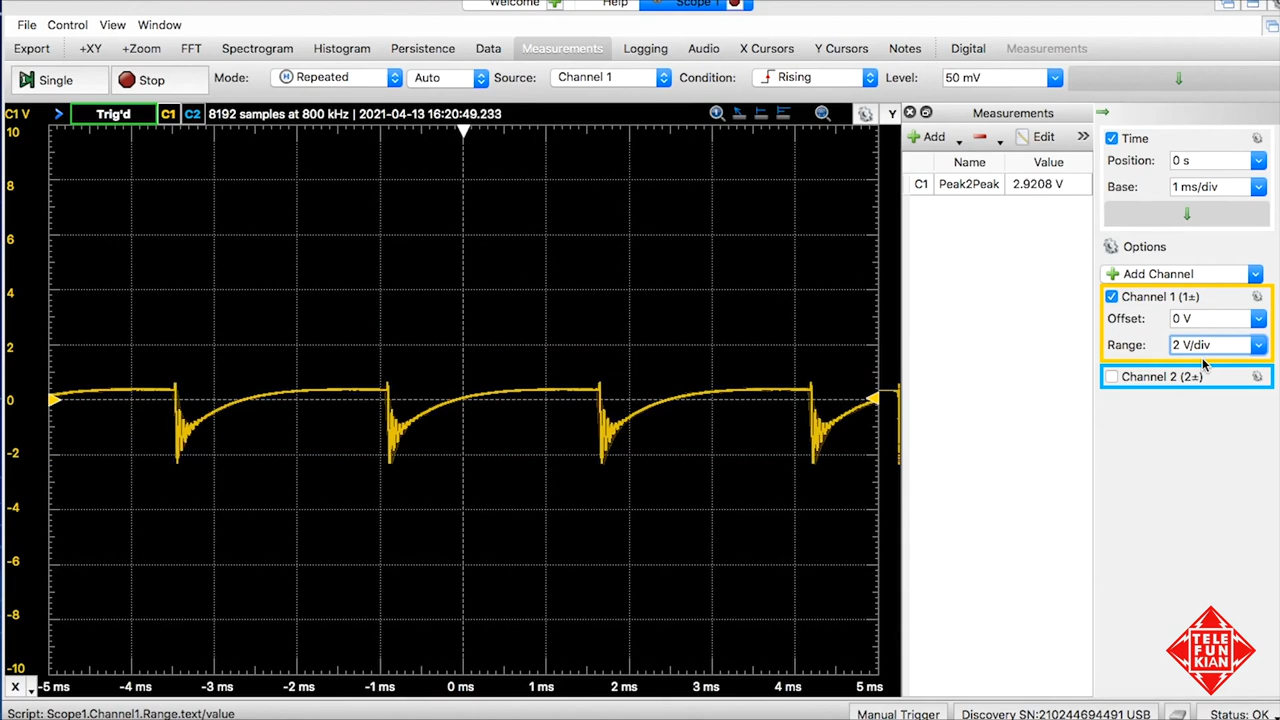 Welcome Help Scope 1
File Control View Window
Export +XY +Zoom FFT Spectrogram Histogram Persistence Data Measurements Logging Audio X Cursors Y Cursors Notes Digital Measurements
Single Stop Mode: Repeated Auto Source: Channel 1 Condition: Rising Level: 50 mV
C1 V Trig'd C1 C2 8192 samples at 800 kHz | 2021-04-13 16:20:49.233 Y
Measurements
Add Edit
Name Value
C1 Peak2Peak 2.9208 V
Time
Position: 0 s
Base: 1 ms/div
Options
Add Channel
Channel 1 (1±)
Offset: 0 V
Range: 2 V/div
Channel 2 (2±)
10
8
6
4
2
0
-2
-4
-6
-8
-10
X -5 ms -4 ms -3 ms -2 ms -1 ms 0 ms 1 ms 2 ms 3 ms 4 ms 5 ms
TELE
FUN
KIAN
Script: Scope1.Channel1.Range.text/value Manual Trigger Discovery SN:210244694491 USB Status: OK